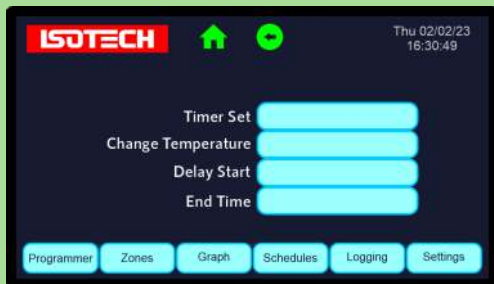 ISOTECH
Thu 02/02/23
16:30:49
Timer Set
Change Temperature
Delay Start
End Time
Programmer Zones Graph Schedules Logging Settings